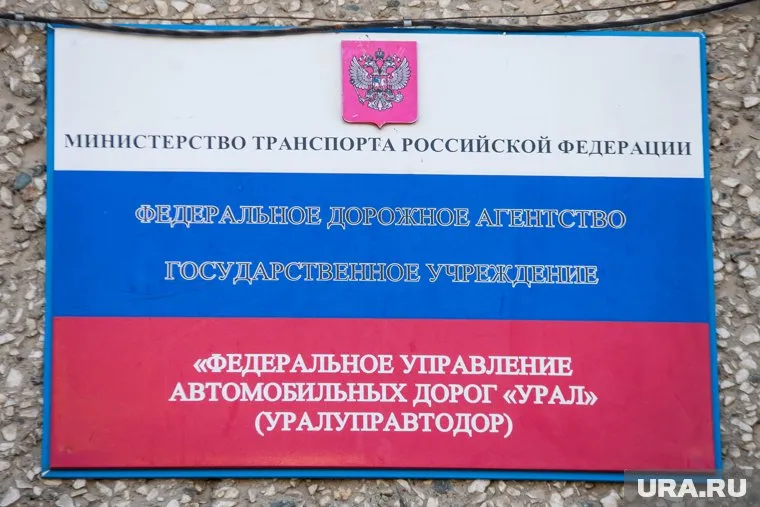 МИНИСТЕРСТВО ТРАНСПОРТА РОССИЙСКОЙ ФЕДЕРАЦИИ
ФЕДЕРАЛЬНОЕ ДОРОЖНОЕ АГЕНТСТВО
ГОСУДАРСТВЕННОЕ УЧРЕЖДЕНИЕ
«ФЕДЕРАЛЬНОЕ УПРАВЛЕНИЕ
АВТОМОБИЛЬНЫХ ДОРОГ «УРАЛ»
(УРАЛУПРАВТОДОР)
URA.RU